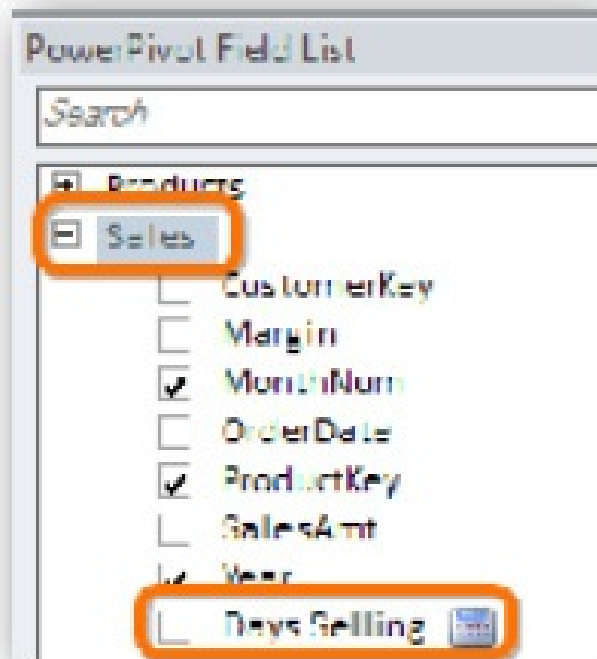 PowerPivot Field List
Search
Products
Sales
CustomerKey
Margin
MonthNum
OrderDate
ProductKey
SalesAmt
Year
Days Selling